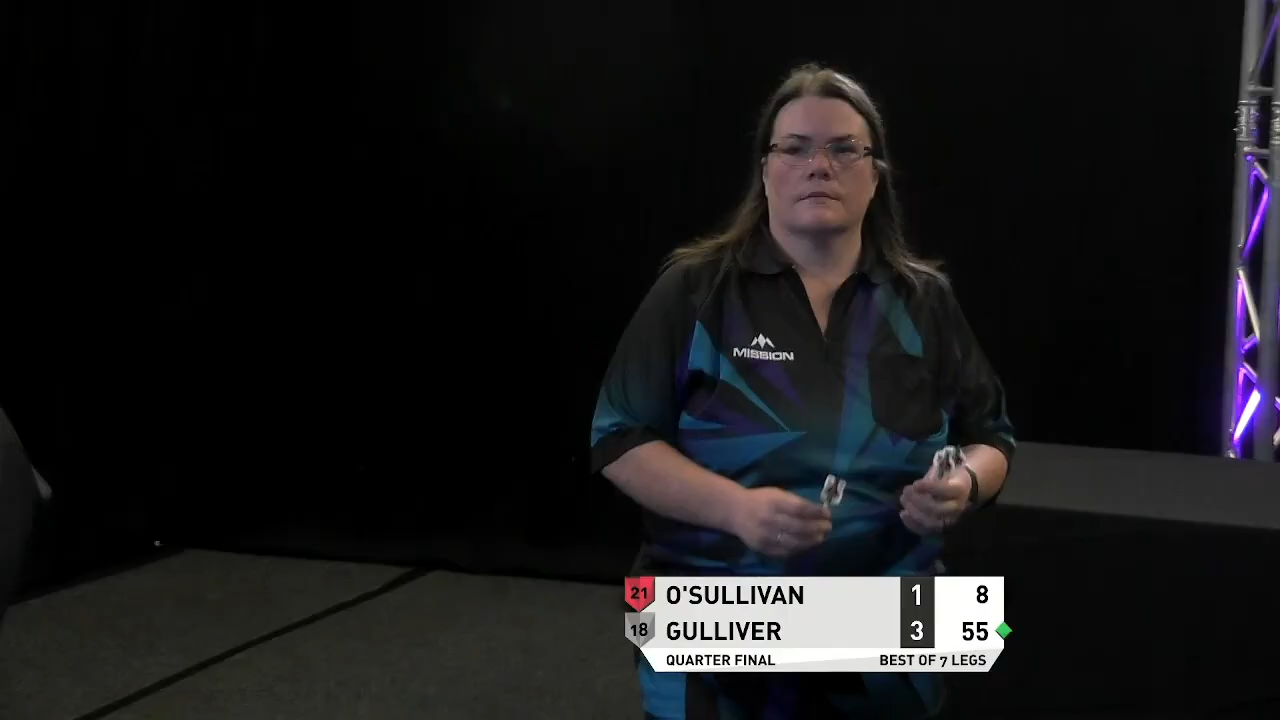 MISSION
21 O'SULLIVAN 1 8
18 GULLIVER 3 55
QUARTER FINAL BEST OF 7 LEGS